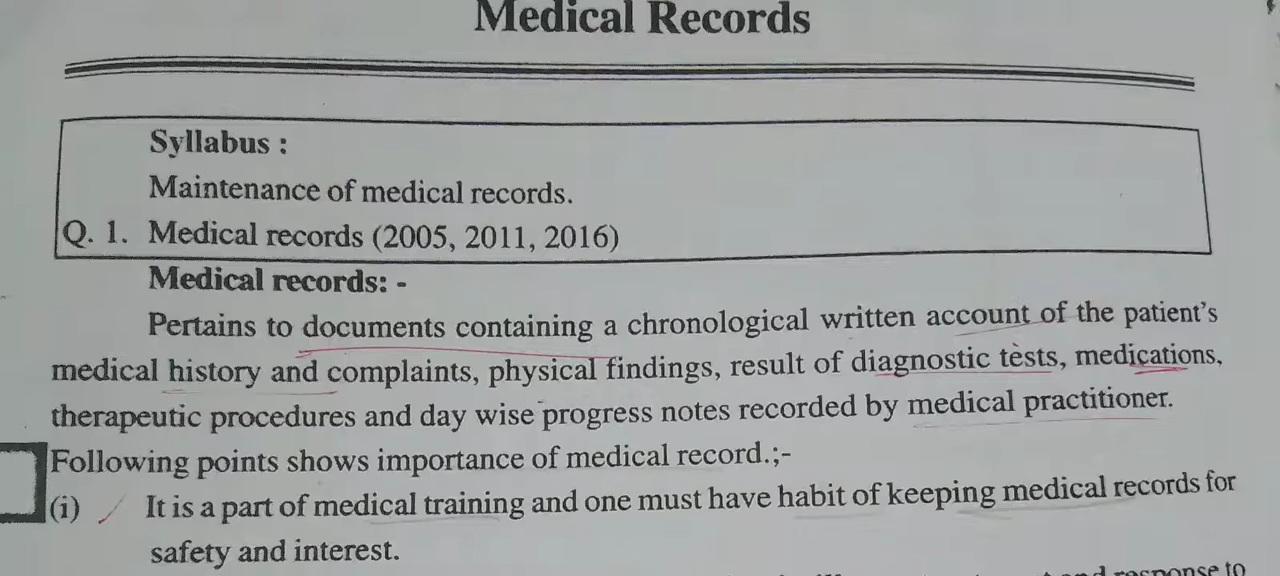 Medical Records
Syllabus :
Maintenance of medical records.
Q. 1. Medical records (2005, 2011, 2016)
Medical records: -
Pertains to documents containing a chronological written account of the patient's
medical history and complaints, physical findings, result of diagnostic tests, medications,
therapeutic procedures and day wise progress notes recorded by medical practitioner.
Following points shows importance of medical record.;-
(i) It is a part of medical training and one must have habit of keeping medical records for
safety and interest.
and response to